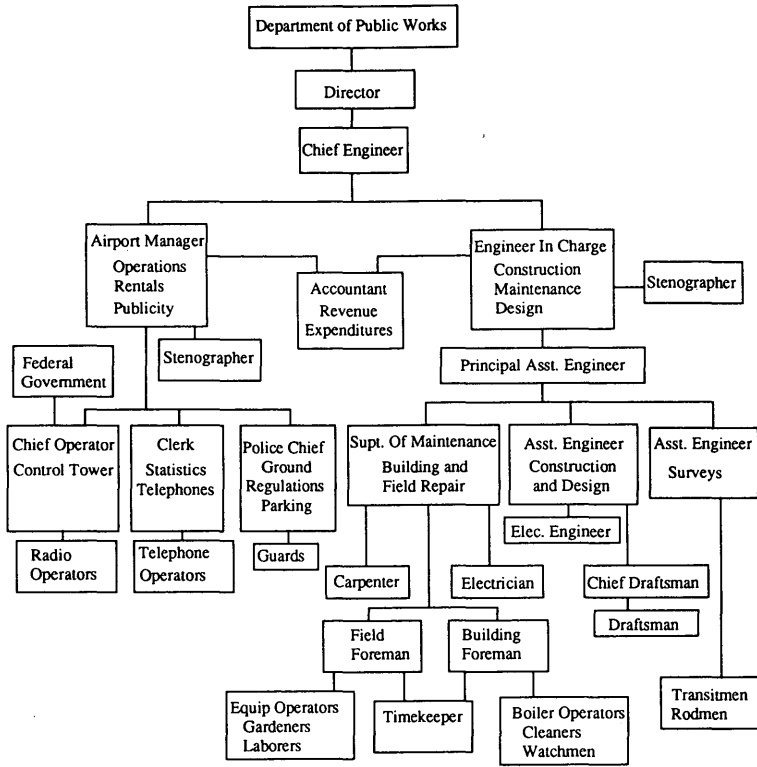 Department of Public Works
Director
Chief Engineer
Airport Manager
Operations
Rentals
Publicity
Engineer In Charge
Construction
Maintenance
Design
Stenographer
Accountant
Revenue
Expenditures
Stenographer
Principal Asst. Engineer
Federal
Government
Chief Operator
Control Tower
Clerk
Statistics
Telephones
Police Chief
Ground
Regulations
Parking
Supt. Of Maintenance
Building and
Field Repair
Asst. Engineer
Construction
and Design
Asst. Engineer
Surveys
Elec. Engineer
Radio
Operators
Telephone
Operators
Guards
Carpenter
Electrician
Chief Draftsman
Draftsman
Field
Foreman
Building
Foreman
Equip Operators
Gardeners
Laborers
Timekeeper
Boiler Operators
Cleaners
Watchmen
Transitmen
Rodmen